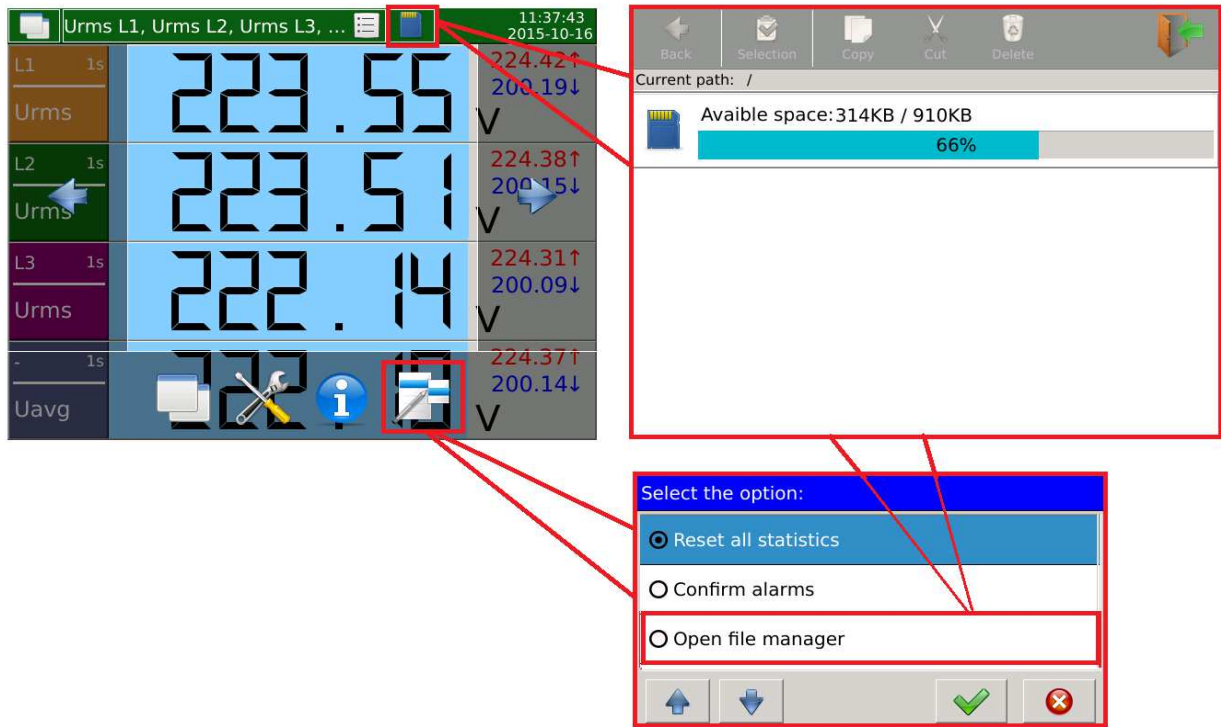 Urms L1, Urms L2, Urms L3, ...
11:37:43
2015-10-16
L1 1s
Urms
223.55
V
224.42↑
200.19↓
L2 1s
Urms
223.51
V
224.38↑
200.15↓
L3 1s
Urms
222.14
V
224.31↑
200.09↓
- 1s
Uavg
V
224.37↑
200.14↓
Back
Selection
Copy
Cut
Delete
Current path: /
Avaible space:314KB / 910KB
66%
Select the option:
Reset all statistics
Confirm alarms
Open file manager